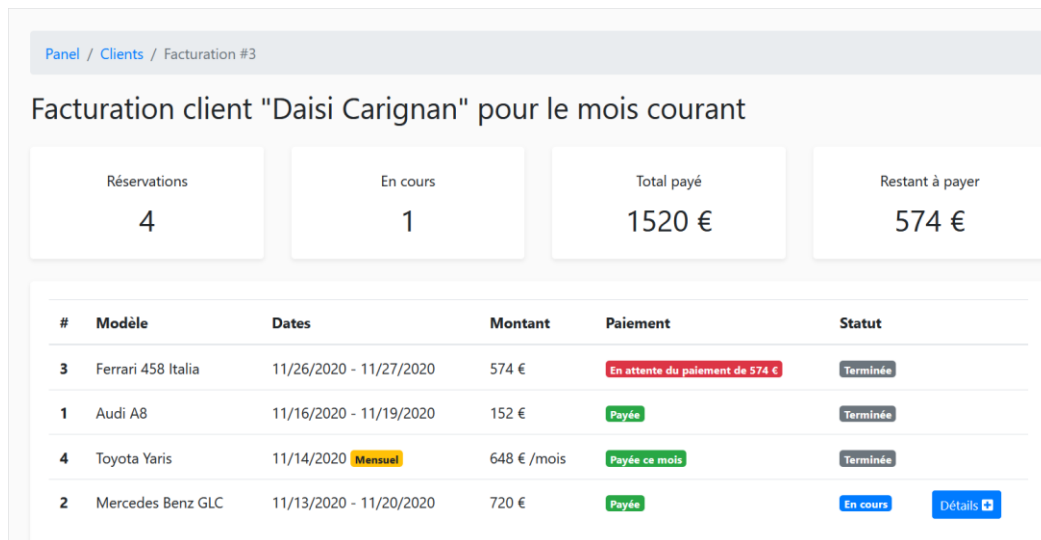 Panel / Clients / Facturation #3
Facturation client "Daisi Carignan" pour le mois courant
Réservations En cours Total payé Restant à payer
4 1 1520 € 574 €
# Modèle Dates Montant Paiement Statut
3 Ferrari 458 Italia 11/26/2020 - 11/27/2020 574 € En attente du paiement de 574 € Terminée
1 Audi A8 11/16/2020 - 11/19/2020 152 € Payée Terminée
4 Toyota Yaris 11/14/2020 Mensuel 648 € /mois Payée ce mois Terminée
2 Mercedes Benz GLC 11/13/2020 - 11/20/2020 720 € Payée En cours Détails